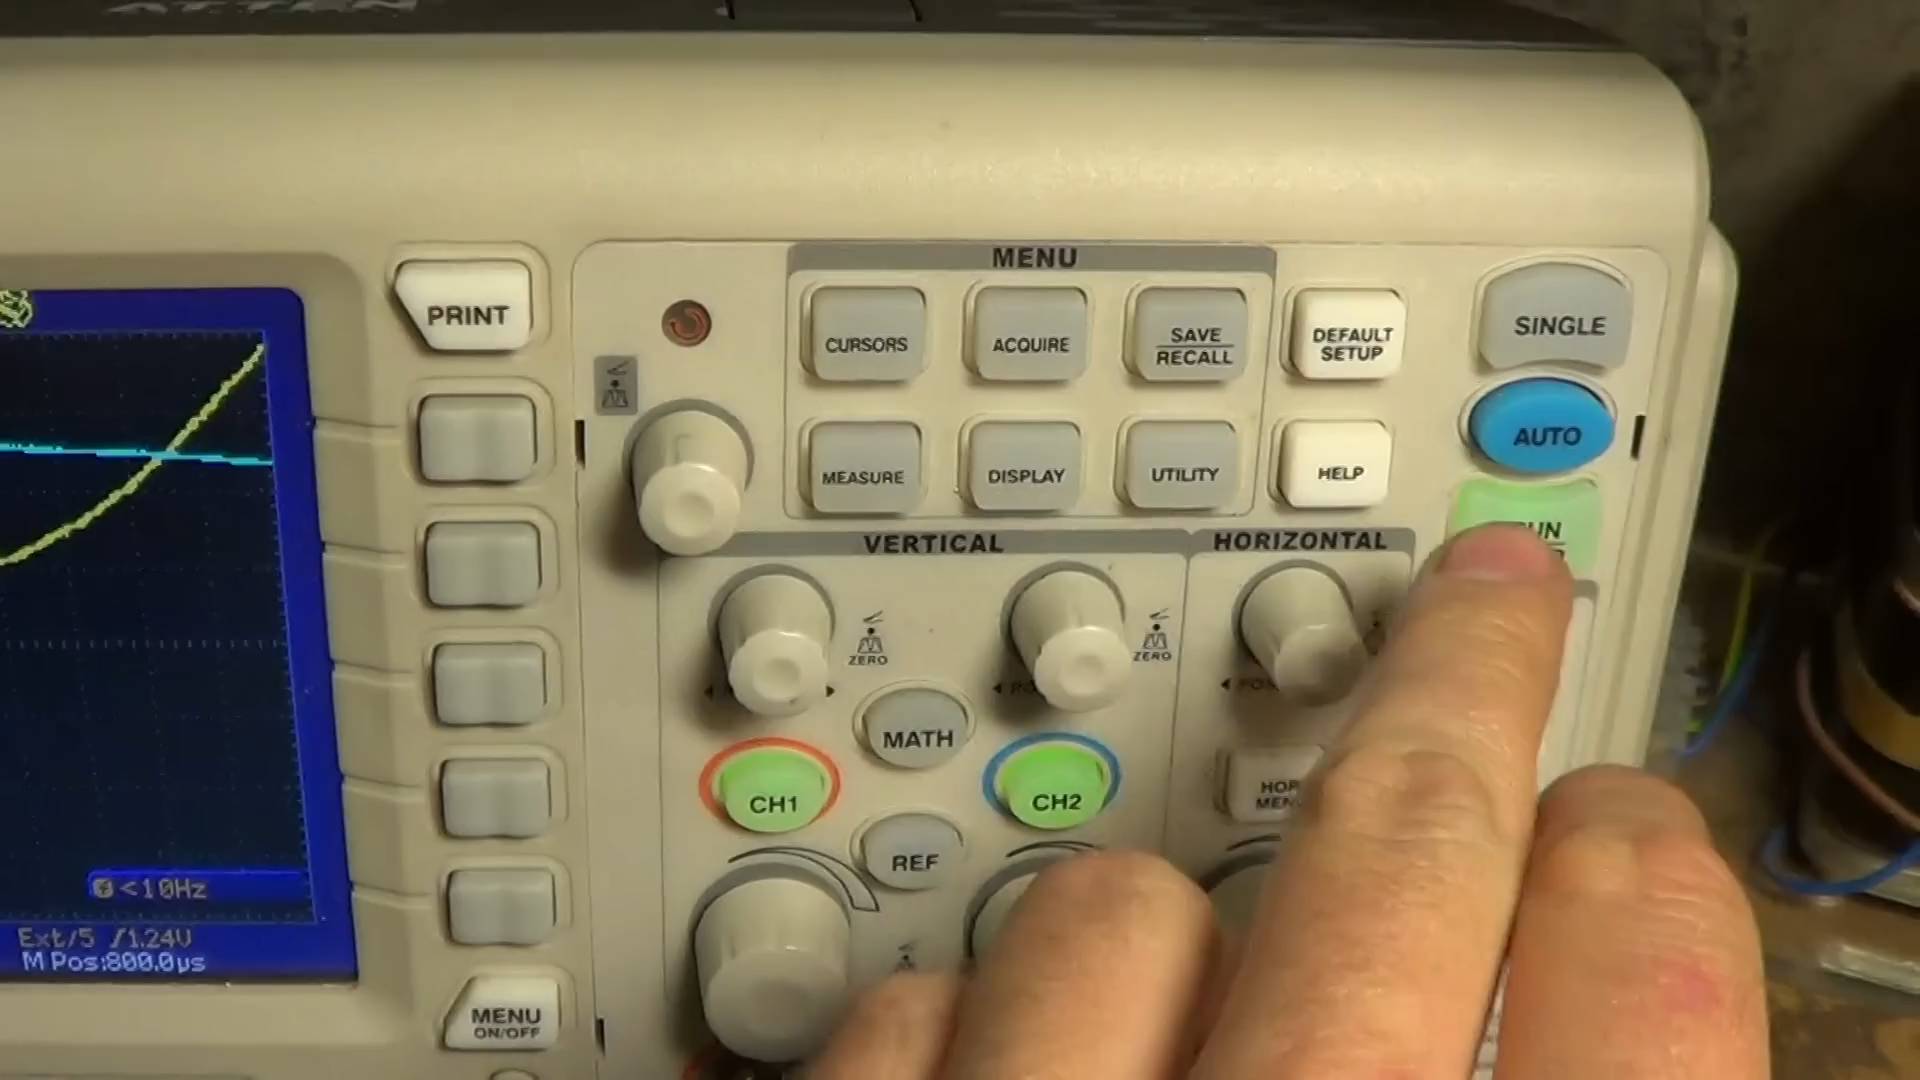 ATTEN
PRINT
MENU
CURSORS
ACQUIRE
SAVE
RECALL
DEFAULT
SETUP
SINGLE
AUTO
MEASURE
DISPLAY
UTILITY
HELP
VERTICAL
HORIZONTAL
ZERO
ZERO
MATH
CH1
CH2
REF
<10Hz
Ext/5 /1.24V
M Pos:800.0µs
MENU
ON/OFF